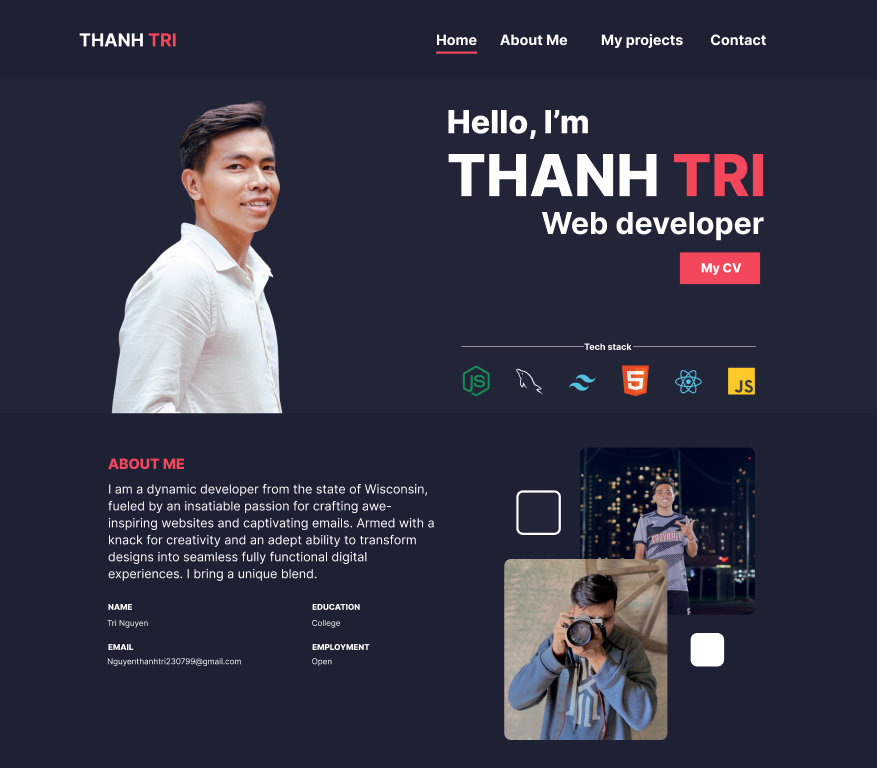 THANH TRI
Home About Me My projects Contact
Hello, I'm
THANH TRI
Web developer
My CV
Tech stack
JS
5
JS
ABOUT ME
I am a dynamic developer from the state of Wisconsin,
fueled by an insatiable passion for crafting awe-
inspiring websites and captivating emails. Armed with a
knack for creativity and an adept ability to transform
designs into seamless fully functional digital
experiences. I bring a unique blend.
NAME
Tri Nguyen
EDUCATION
College
EMAIL
Nguyenthanhtri230799@gmail.com
EMPLOYMENT
Open